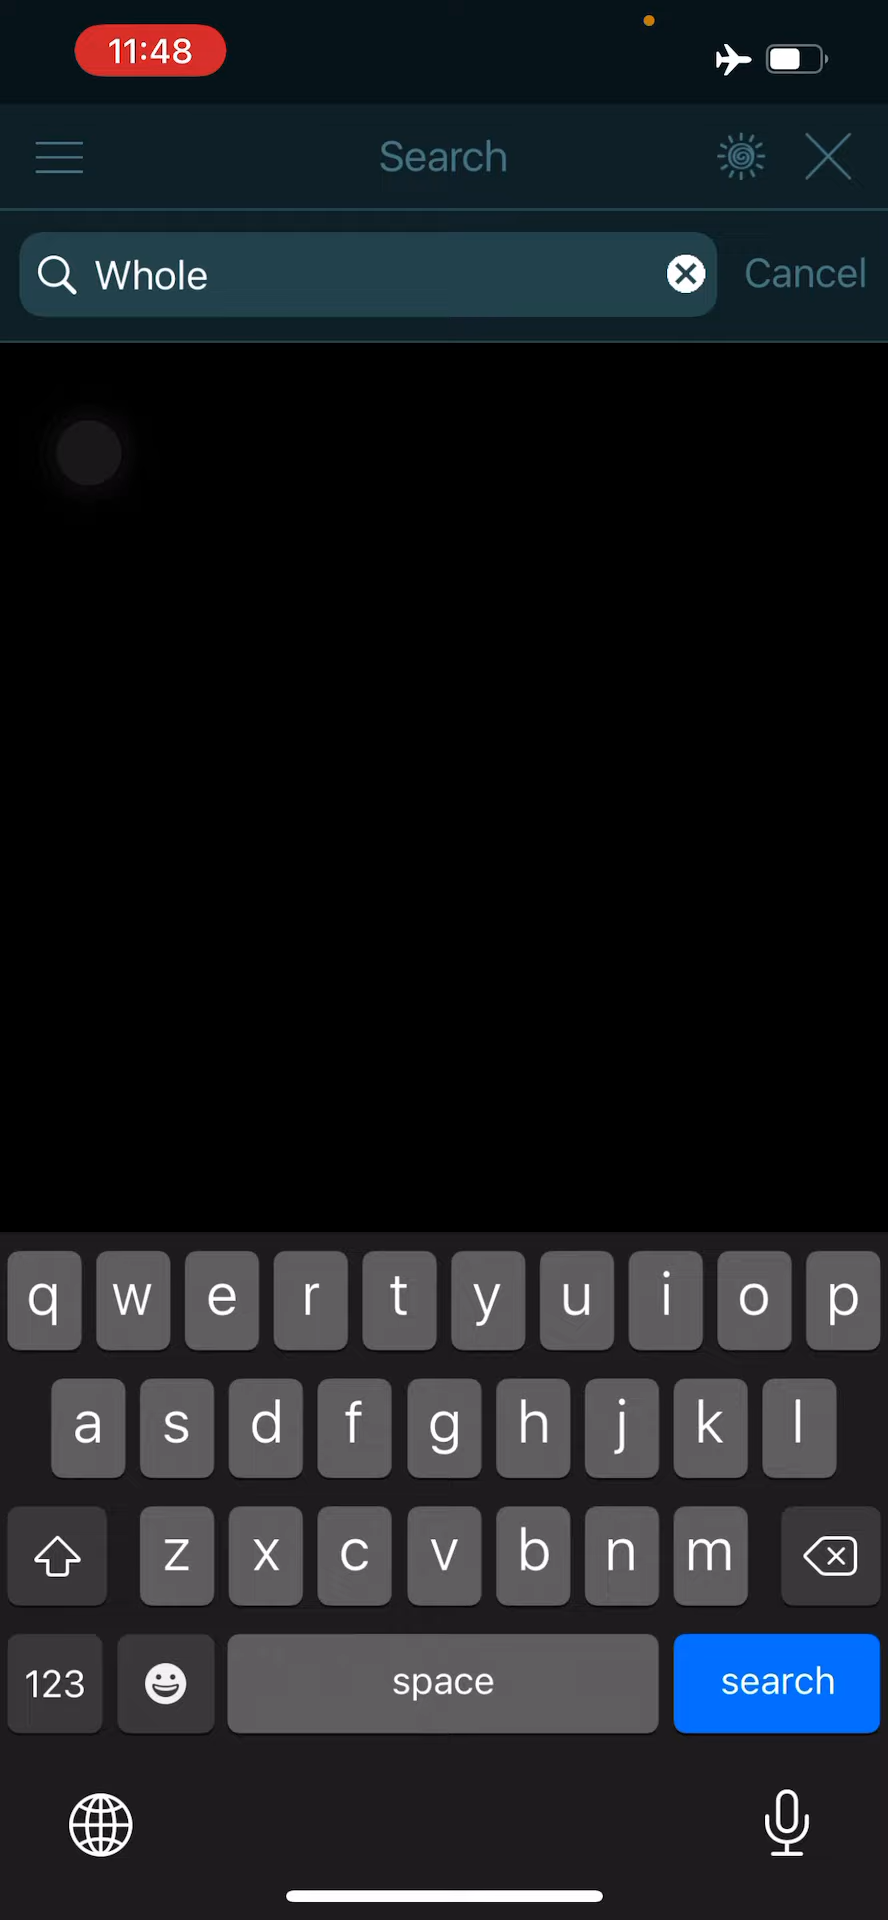 11:48
Search
Whole
Cancel
q w e r t y u i o p
a s d f g h j k l
z x c v b n m
123 space search